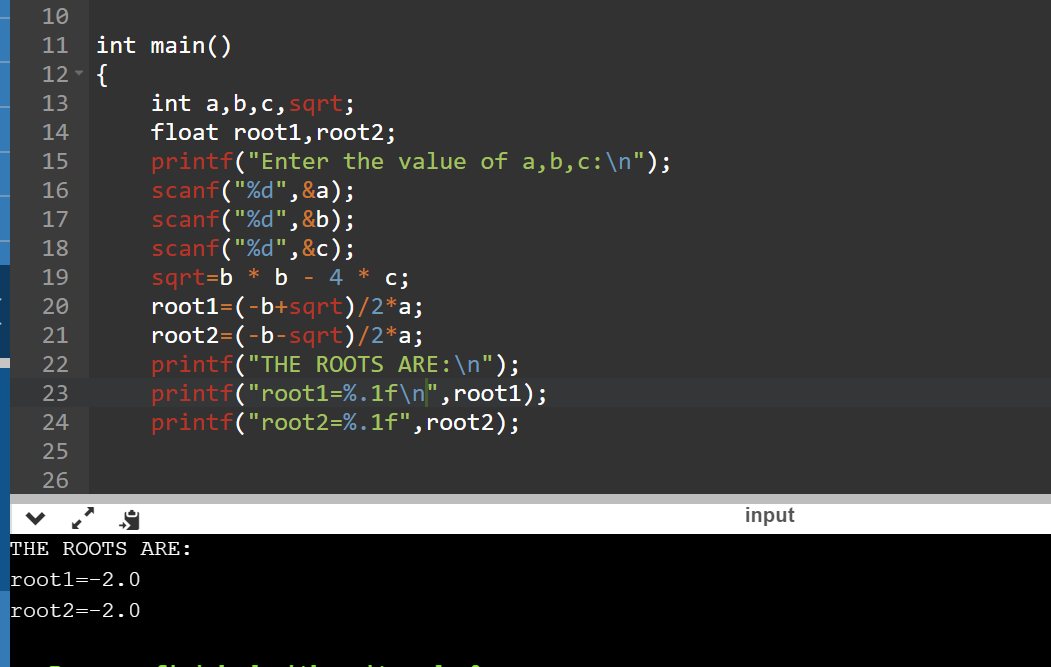 10
11 int main()
12 {
13 int a,b,c,sqrt;
14 float root1,root2;
15 printf("Enter the value of a,b,c:\n");
16 scanf("%d",&a);
17 scanf("%d",&b);
18 scanf("%d",&c);
19 sqrt=b * b - 4 * c;
20 root1=(-b+sqrt)/2*a;
21 root2=(-b-sqrt)/2*a;
22 printf("THE ROOTS ARE:\n");
23 printf("root1=%.1f\n",root1);
24 printf("root2=%.1f",root2);
25
26
input
THE ROOTS ARE:
root1=-2.0
root2=-2.0